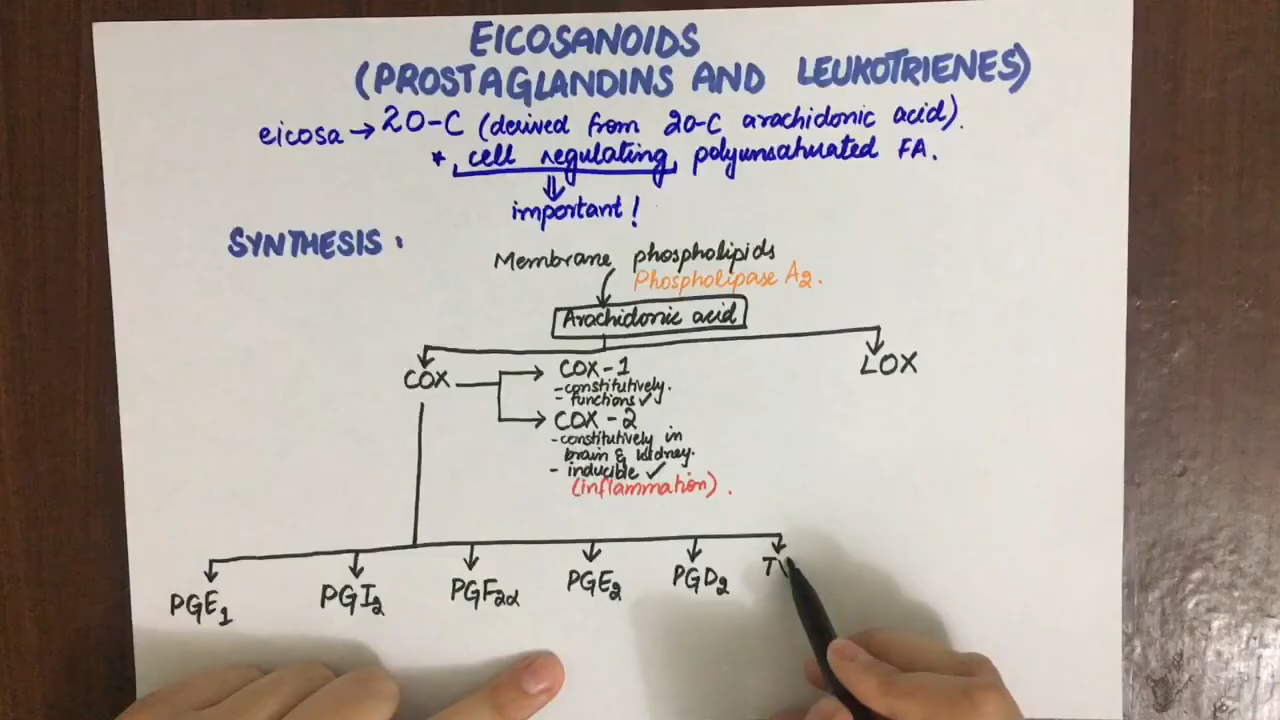 EICOSANOIDS
(PROSTAGLANDINS AND LEUKOTRIENES)
eicosa → 20-C (derived from 20-C arachidonic acid).
* cell regulating polyunsaturated FA.
important!
SYNTHESIS:
Membrane phospholipids
Phospholipase A2.
Arachidonic acid
COX
COX-1
- constitutively.
- functions ✓
COX-2
- constitutively in
brain & kidney.
- inducible ✓
(inflammation).
LOX
PGE1
PGI2
PGF2α
PGE2
PGD2
T